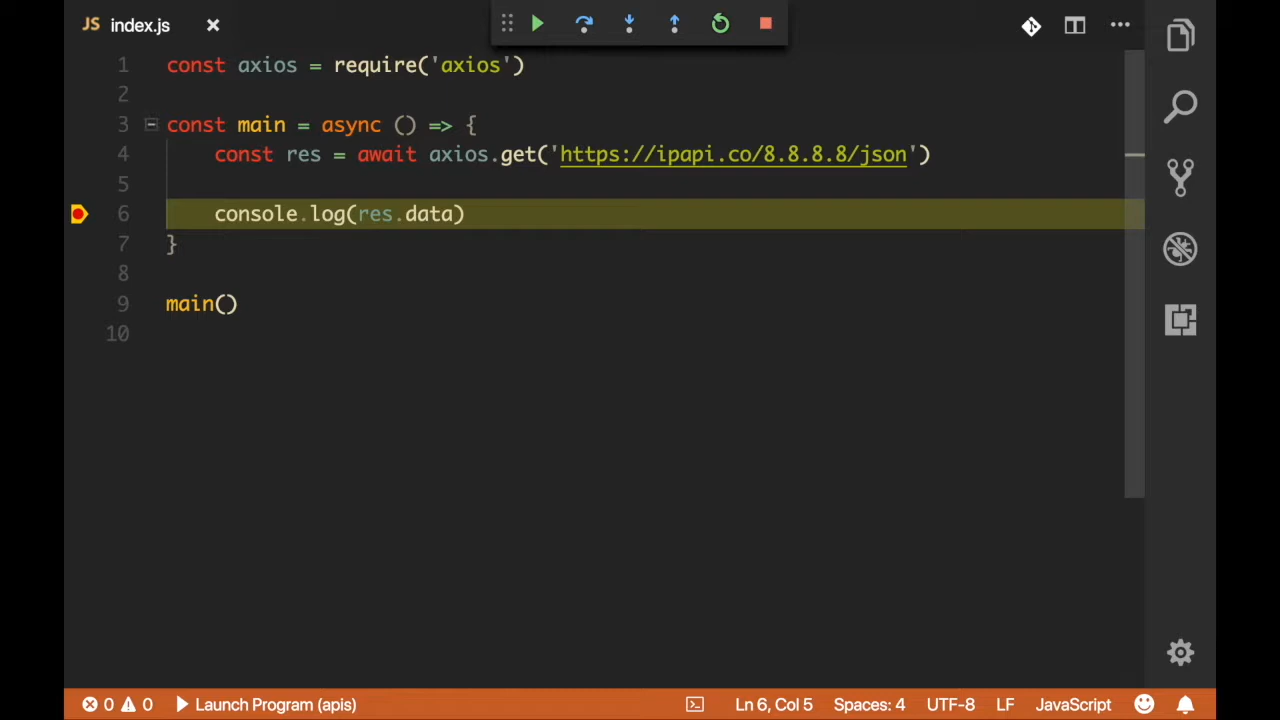 JS index.js
1 const axios = require('axios')
2
3 const main = async () => {
4 const res = await axios.get('https://ipapi.co/8.8.8.8/json')
5
6 console.log(res.data)
7 }
8
9 main()
10
0 0 Launch Program (apis) Ln 6, Col 5 Spaces: 4 UTF-8 LF JavaScript